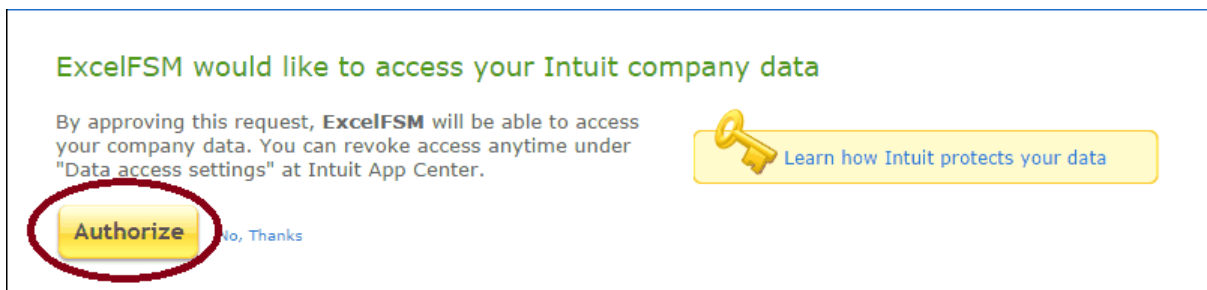 ExcelFSM would like to access your Intuit company data
By approving this request, ExcelFSM will be able to access
your company data. You can revoke access anytime under
"Data access settings" at Intuit App Center.
Learn how Intuit protects your data
Authorize
No, Thanks